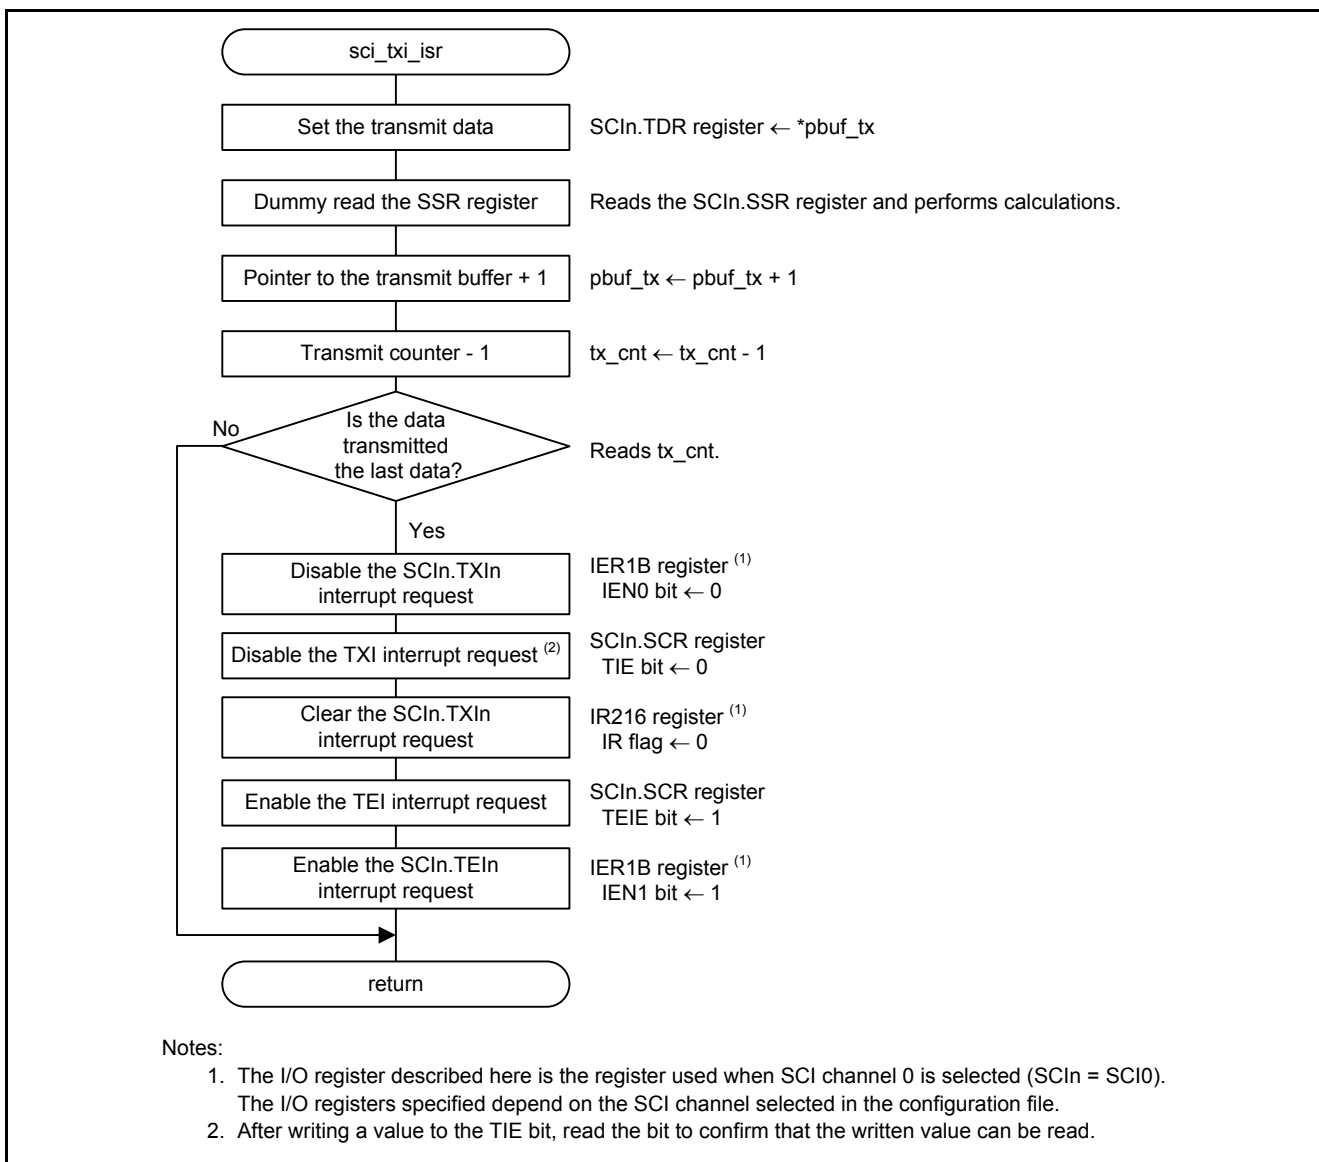 sci_txi_isr
Set the transmit data
SCIn.TDR register ← *pbuf_tx
Dummy read the SSR register
Reads the SCIn.SSR register and performs calculations.
Pointer to the transmit buffer + 1
pbuf_tx ← pbuf_tx + 1
Transmit counter - 1
tx_cnt ← tx_cnt - 1
Is the data
transmitted
the last data?
No
Reads tx_cnt.
Yes
Disable the SCIn.TXIn
interrupt request
IER1B register (1)
IEN0 bit ← 0
Disable the TXI interrupt request (2)
SCIn.SCR register
TIE bit ← 0
Clear the SCIn.TXIn
interrupt request
IR216 register (1)
IR flag ← 0
Enable the TEI interrupt request
SCIn.SCR register
TEIE bit ← 1
Enable the SCIn.TEIn
interrupt request
IER1B register (1)
IEN1 bit ← 1
return
Notes:
1. The I/O register described here is the register used when SCI channel 0 is selected (SCIn = SCI0).
The I/O registers specified depend on the SCI channel selected in the configuration file.
2. After writing a value to the TIE bit, read the bit to confirm that the written value can be read.